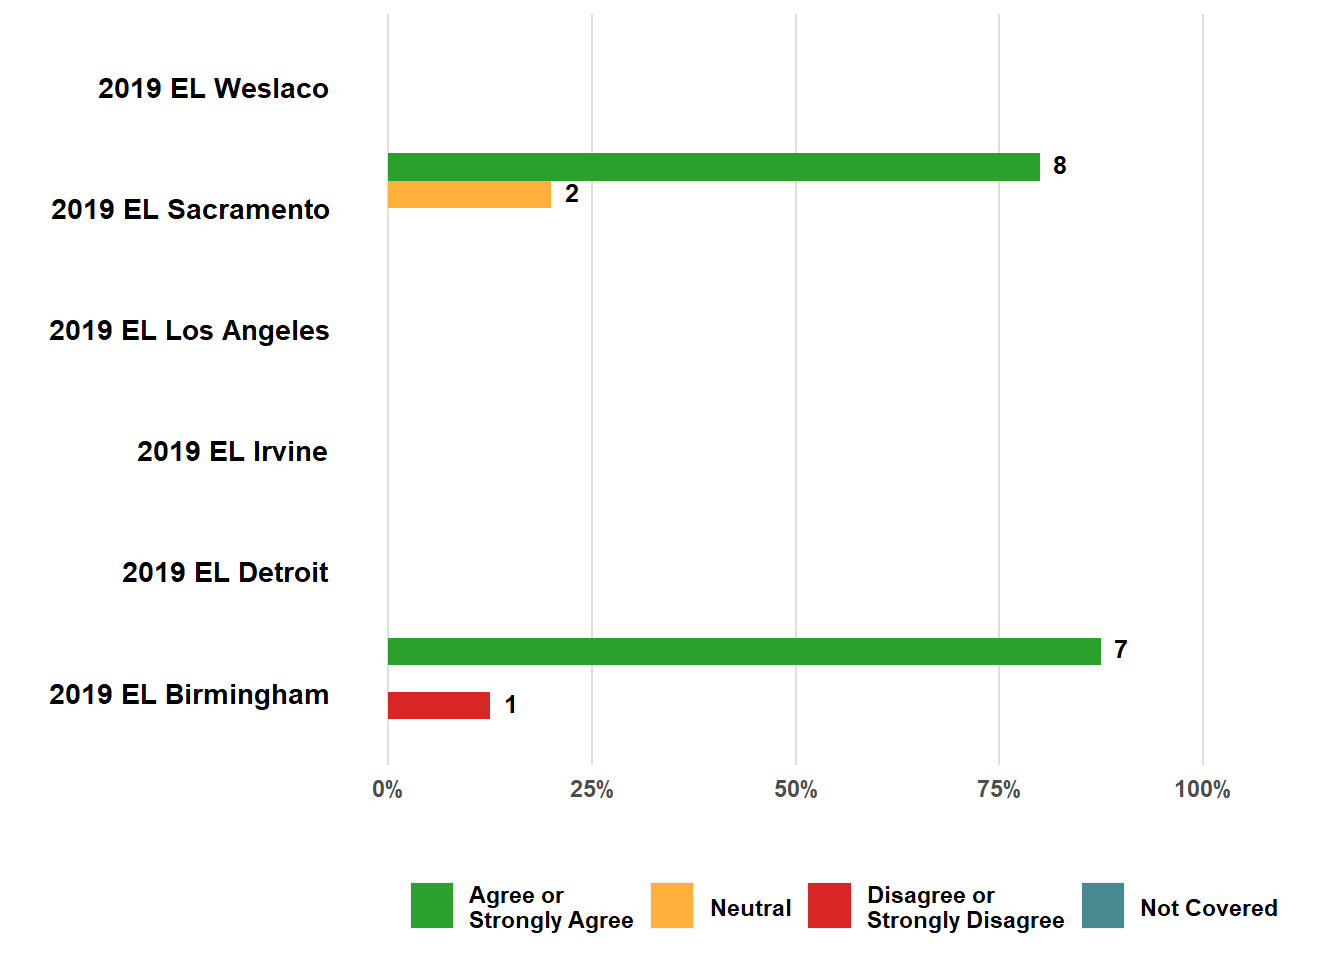 2019 EL Weslaco
8
2
2019 EL Sacramento
2019 EL Los Angeles
2019 EL Irvine
2019 EL Detroit
7
2019 EL Birmingham
1
0%
25%
50%
75%
100%
Agree or
Strongly Agree
Neutral
Disagree or
Strongly Disagree
Not Covered